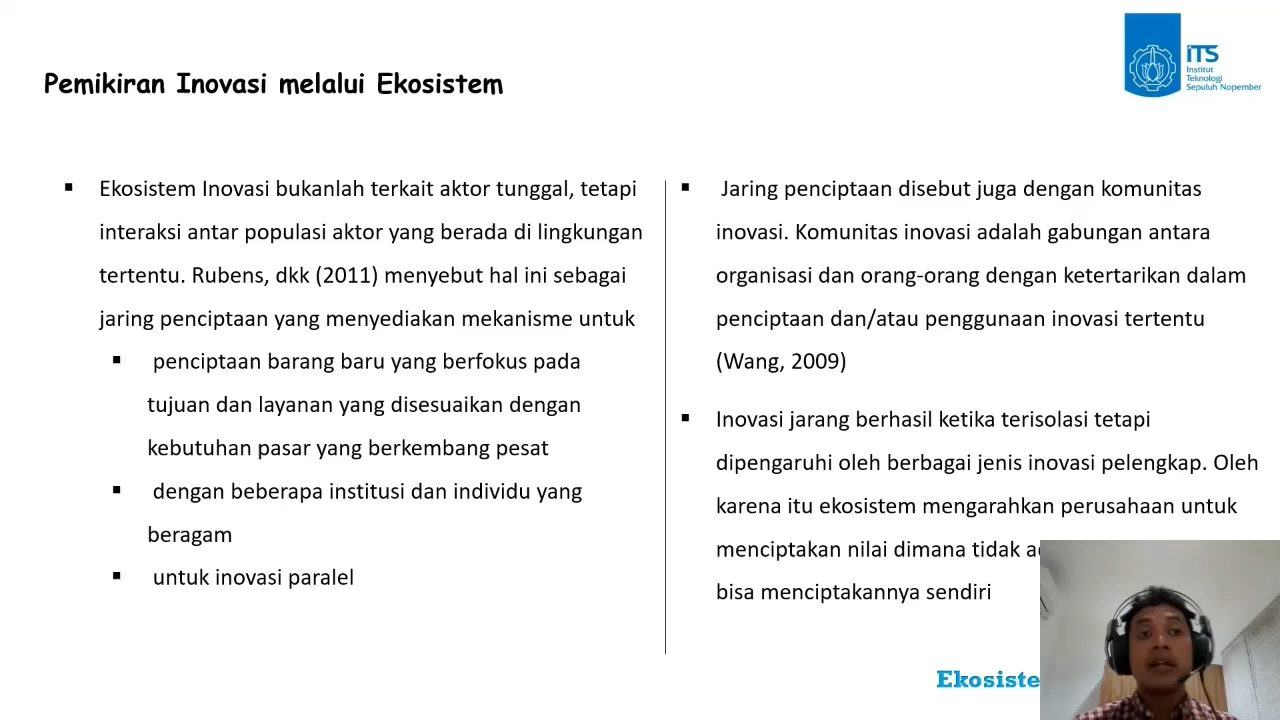 iTS
Institut
Teknologi
Sepuluh Nopember
Pemikiran Inovasi melalui Ekosistem
▪ Ekosistem Inovasi bukanlah terkait aktor tunggal, tetapi
interaksi antar populasi aktor yang berada di lingkungan
tertentu. Rubens, dkk (2011) menyebut hal ini sebagai
jaring penciptaan yang menyediakan mekanisme untuk
▪ penciptaan barang baru yang berfokus pada
tujuan dan layanan yang disesuaikan dengan
kebutuhan pasar yang berkembang pesat
▪ dengan beberapa institusi dan individu yang
beragam
▪ untuk inovasi paralel
▪ Jaring penciptaan disebut juga dengan komunitas
inovasi. Komunitas inovasi adalah gabungan antara
organisasi dan orang-orang dengan ketertarikan dalam
penciptaan dan/atau penggunaan inovasi tertentu
(Wang, 2009)
▪ Inovasi jarang berhasil ketika terisolasi tetapi
dipengaruhi oleh berbagai jenis inovasi pelengkap. Oleh
karena itu ekosistem mengarahkan perusahaan untuk
menciptakan nilai dimana tidak
bisa menciptakannya sendiri